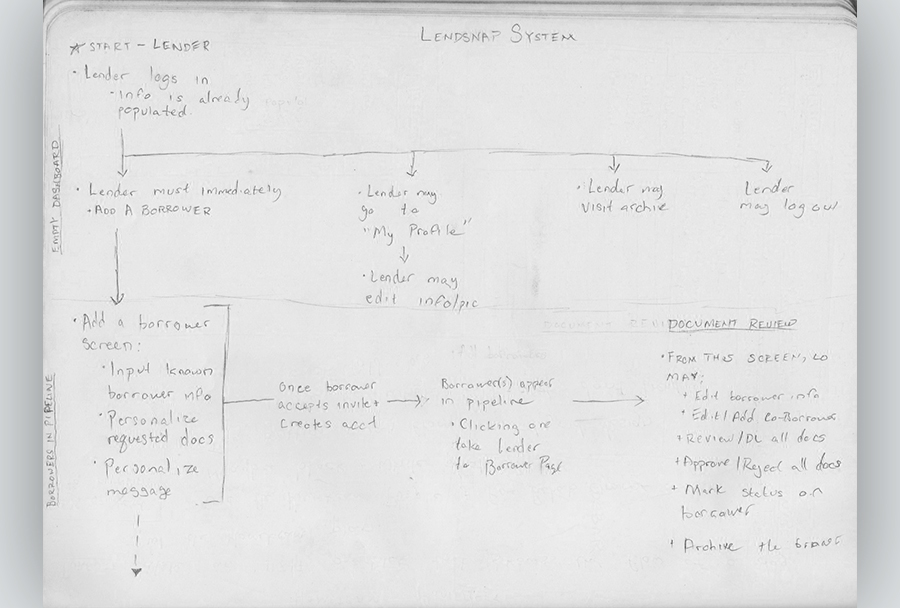 LENDSNAP SYSTEM
START - LENDER
Lender logs in
Info is already
populated.
EMPTY DASHBOARD
Lender must immediately
ADD A BORROWER
Lender may
go to
"My Profile"
Lender may
edit info/pic
Lender may
visit archive
Lender
may log out
BORROWERS IN PIPELINE
Add a borrower
screen:
Input known
borrower info
Personalize
requested docs
Personalize
message
Once borrower
accepts invite +
creates acct
Borrower(s) appear
in pipeline
Clicking one
take lender
to Borrower Page
DOCUMENT REVIEW
FROM THIS SCREEN, LO
MAY:
+ Edit borrower info
Edit/Add Co-Borrower
+ Review/DL all docs
+ Approve/Reject all docs
+ Mark status on
borrower
+ Archive the